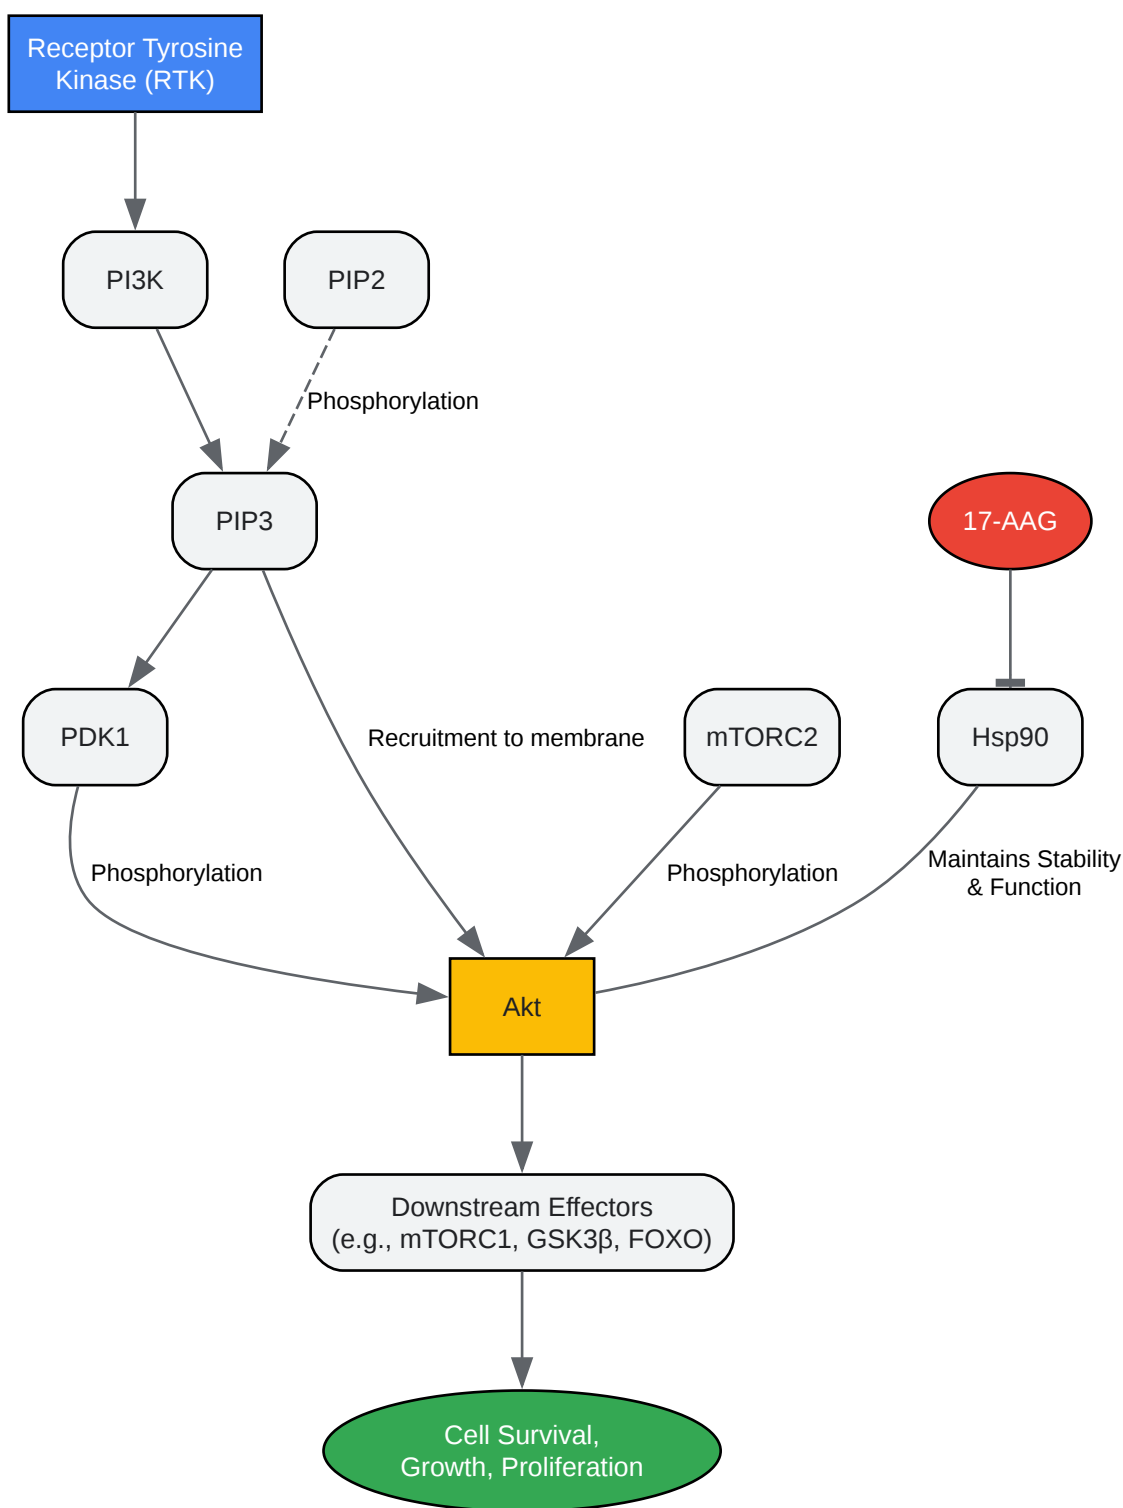 Receptor Tyrosine
Kinase (RTK)
PI3K
PIP2
Phosphorylation
PIP3
17-AAG
PDK1
Recruitment to membrane
mTORC2
Hsp90
Phosphorylation
Phosphorylation
Maintains Stability
& Function
Akt
Downstream Effectors
(e.g., mTORC1, GSK3β, FOXO)
Cell Survival,
Growth, Proliferation